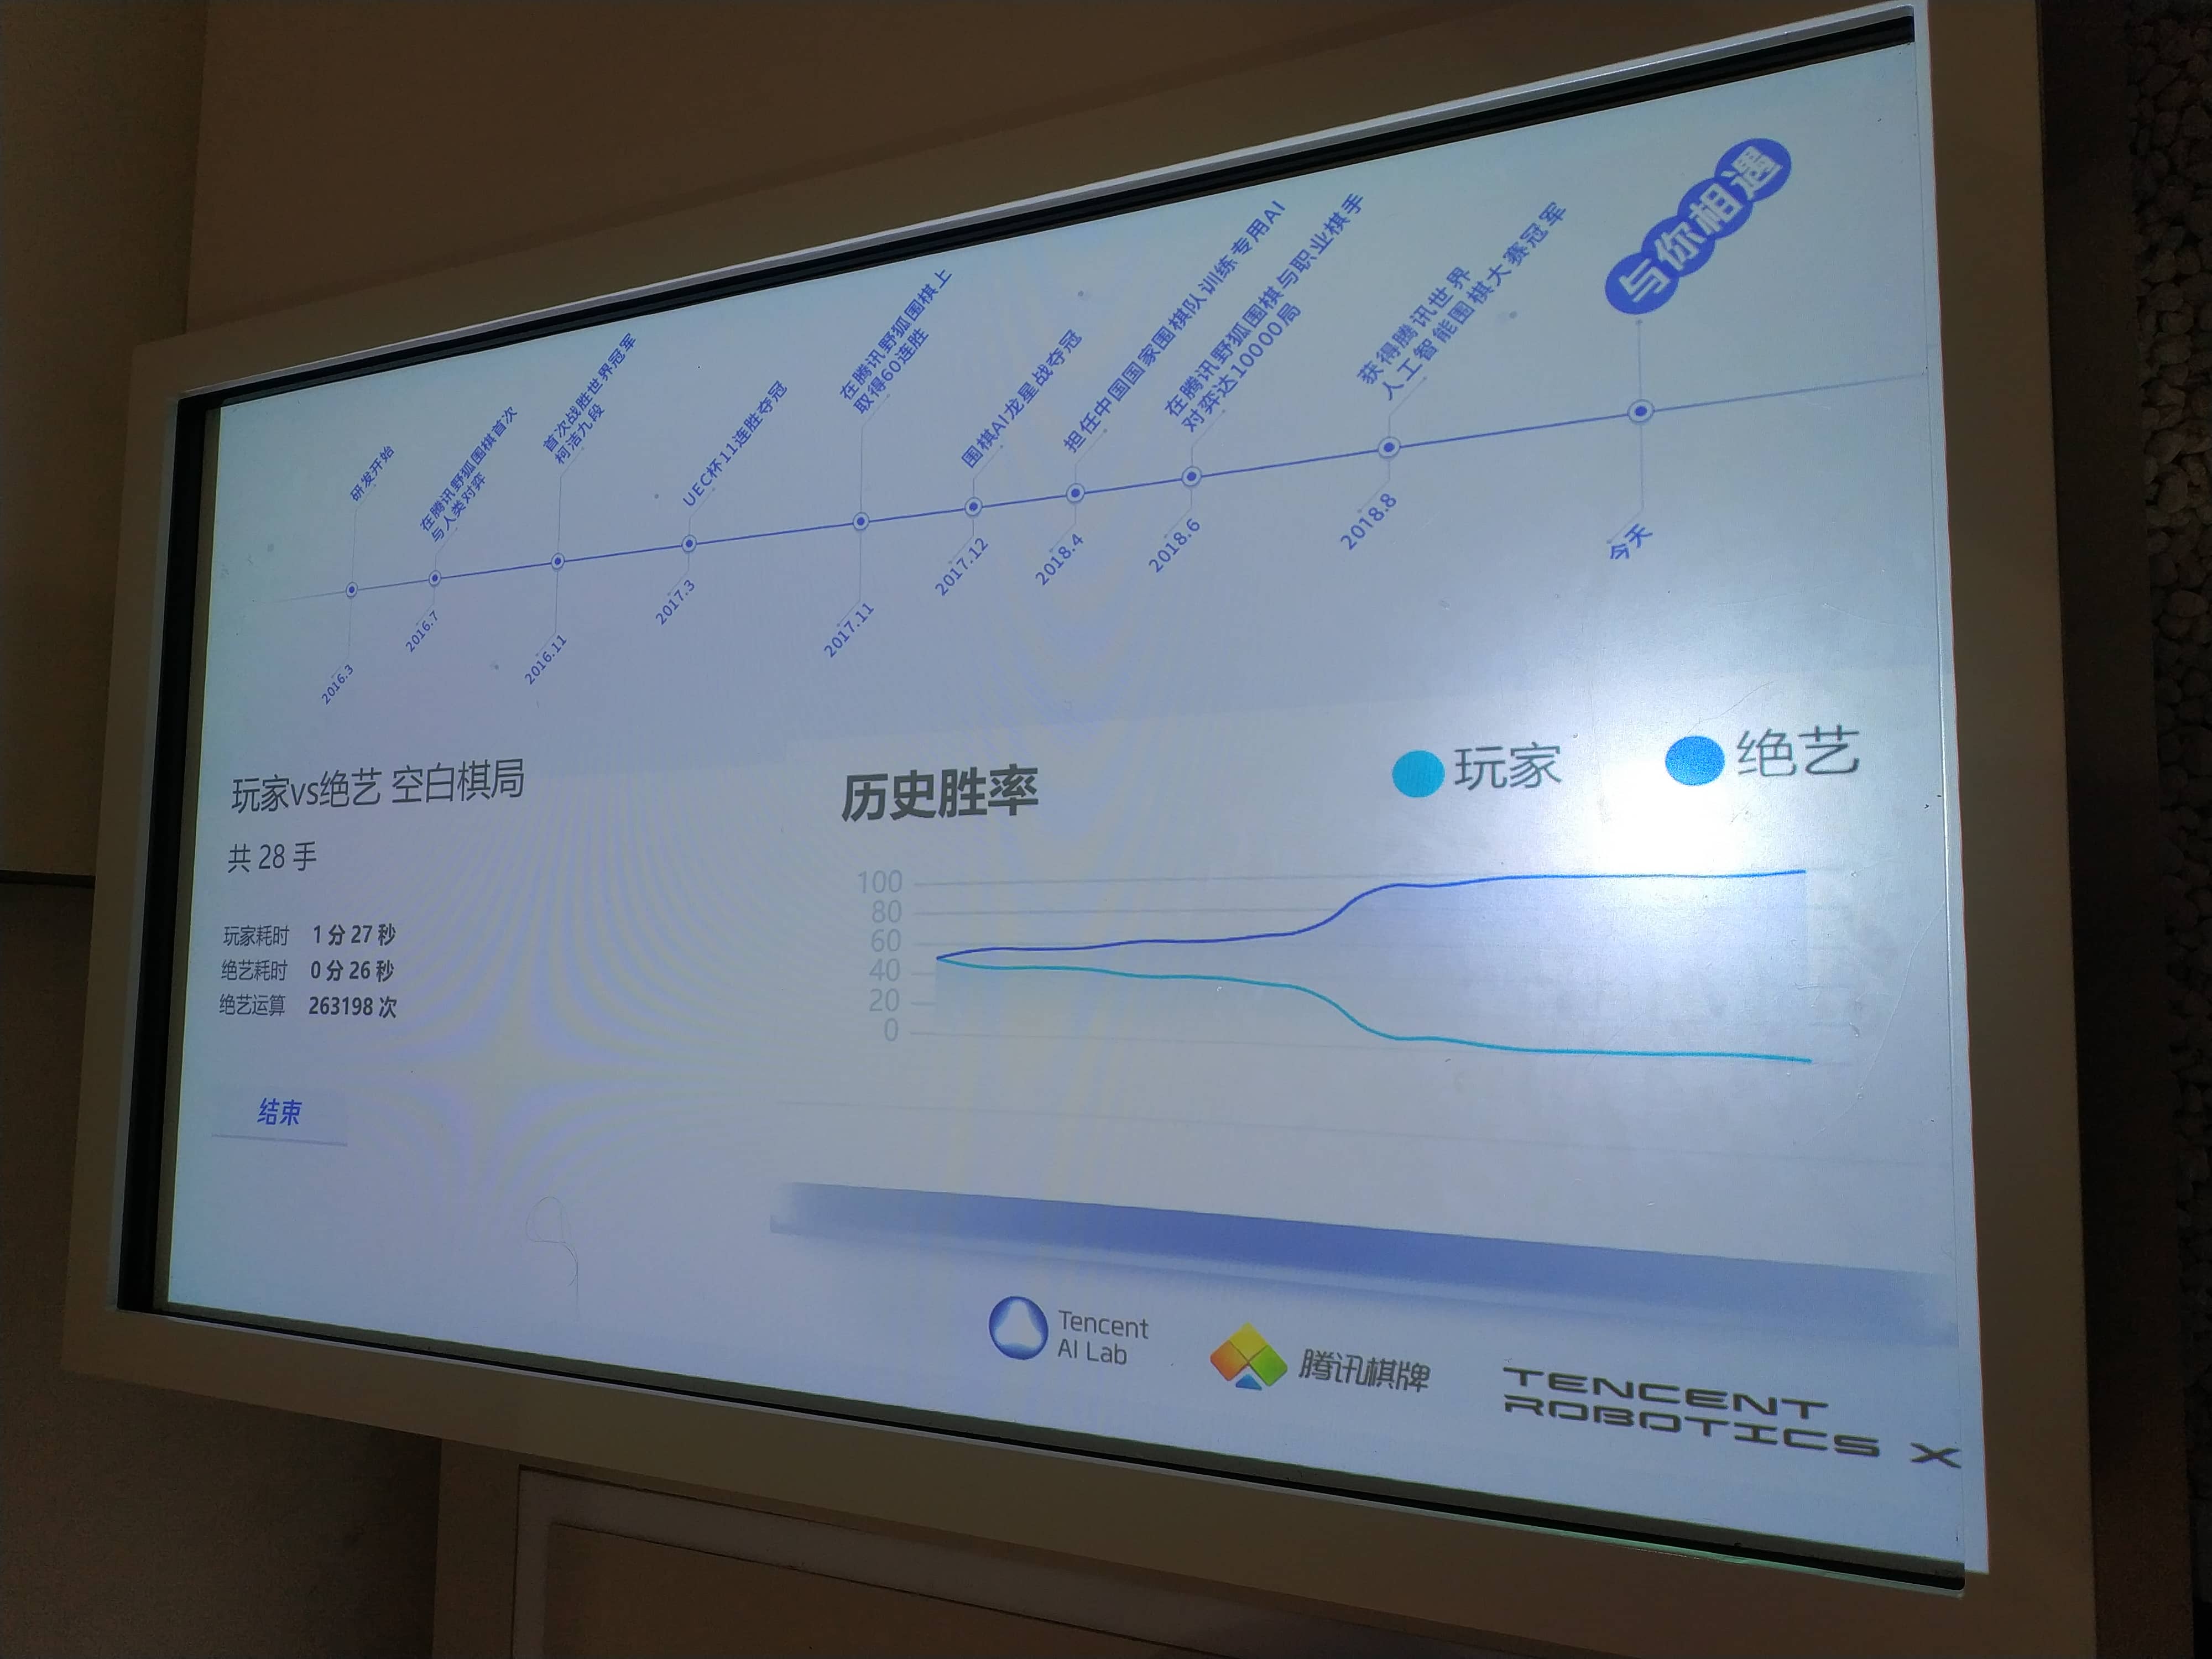 研发开始
在腾讯野狐围棋首次
与人类对弈
首次战胜世界冠军
柯洁九段
UEC杯11连胜夺冠
在腾讯野狐围棋上
取得60连胜
围棋AI龙星战夺冠
担任中国国家围棋队训练专用AI
在腾讯野狐围棋与职业棋手
对弈达10000局
获得腾讯世界
人工智能围棋大赛冠军
与你相遇
2016.3
2016.7
2016.11
2017.3
2017.11
2017.12
2018.4
2018.6
2018.8
今天
玩家vs绝艺 空白棋局
共 28 手
玩家耗时 1 分 27 秒
绝艺耗时 0 分 26 秒
绝艺运算 263198 次
结束
历史胜率
玩家
绝艺
100
80
60
40
20
0
Tencent
AI Lab
腾讯棋牌
TENCENT
ROBOTICS X